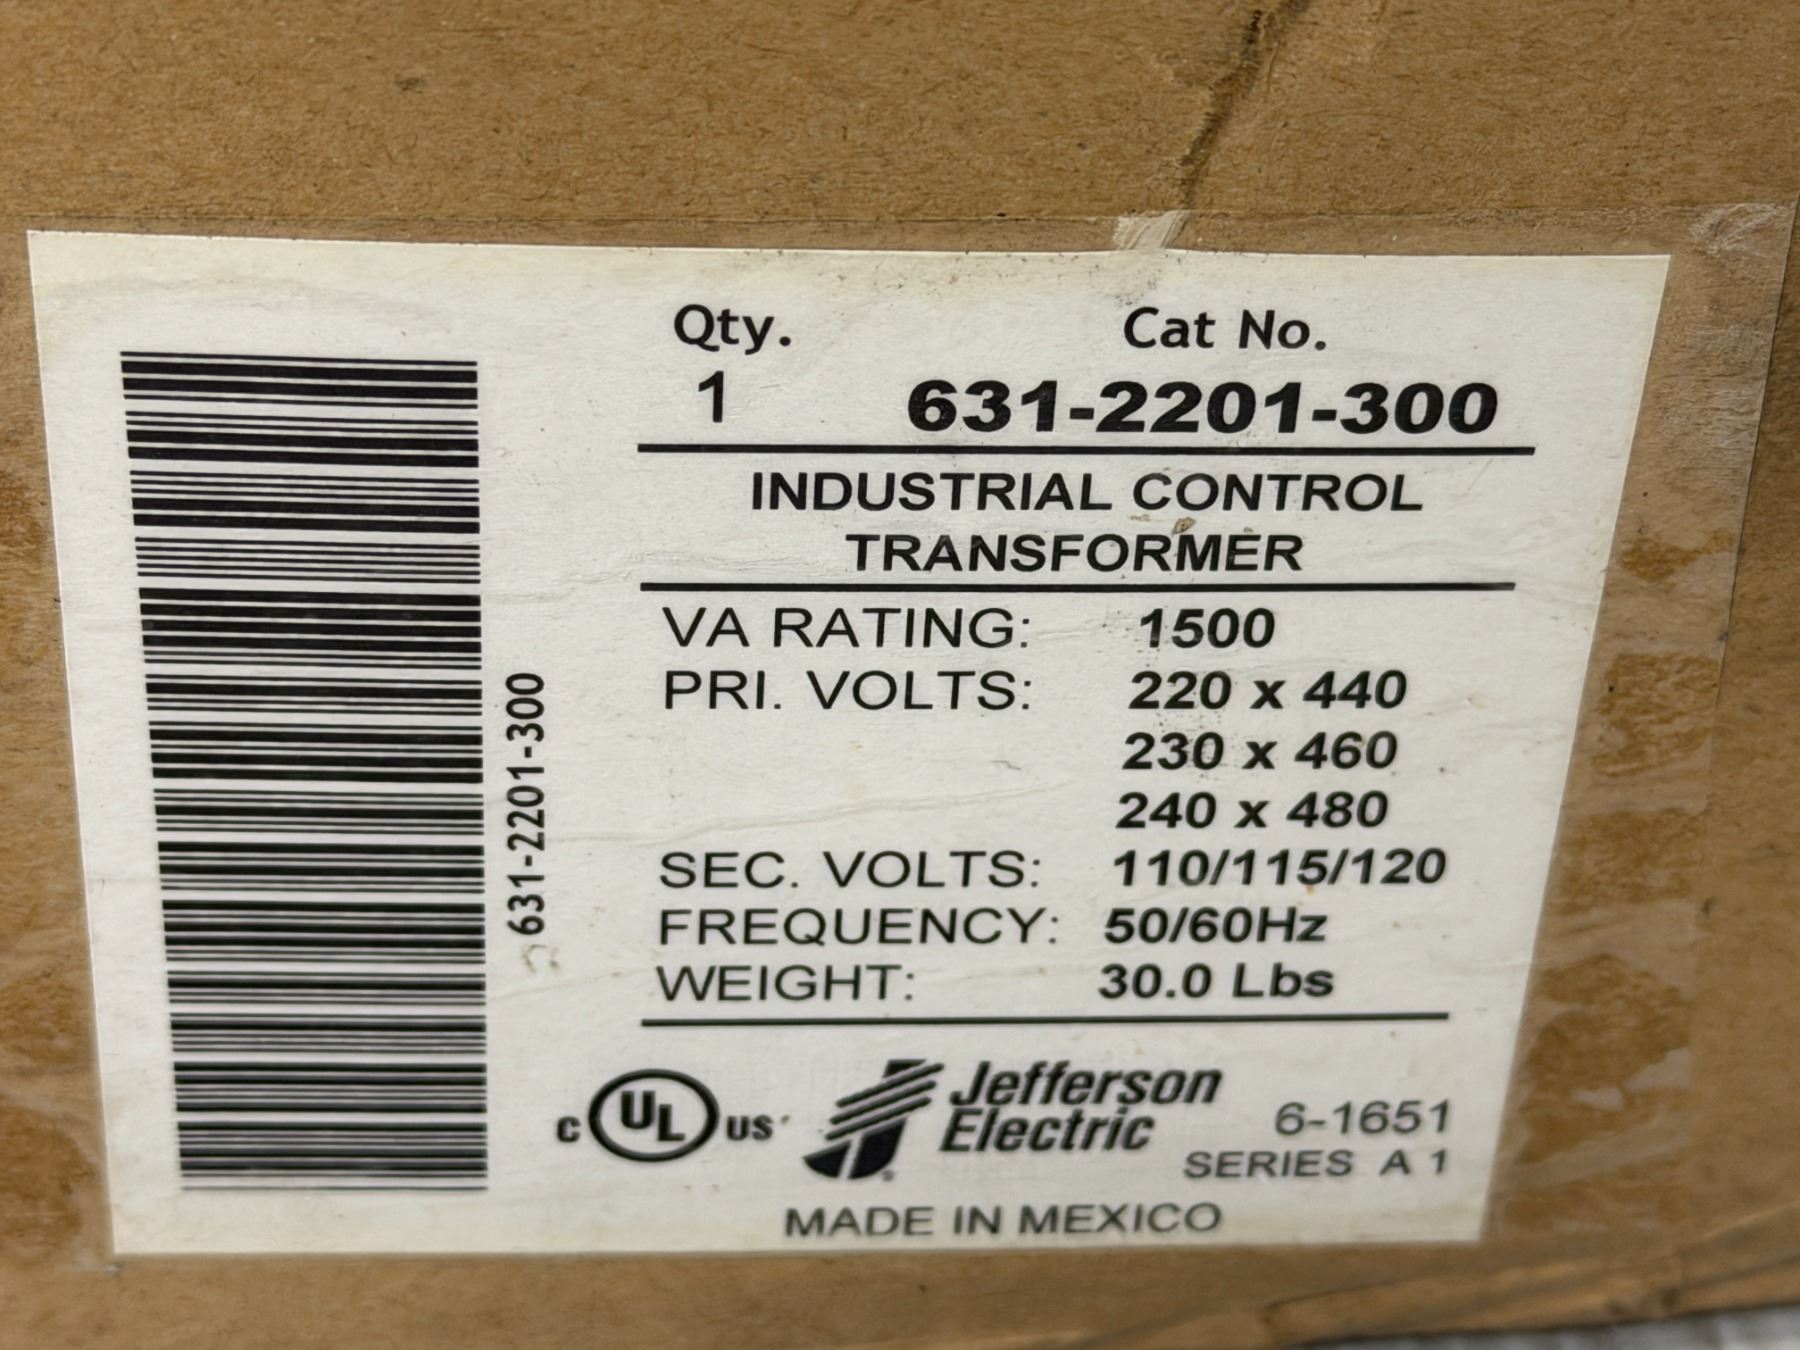 Qty. Cat No.
1 631-2201-300
INDUSTRIAL CONTROL
TRANSFORMER
VA RATING: 1500
PRI. VOLTS: 220 x 440
230 x 460
240 x 480
SEC. VOLTS: 110/115/120
FREQUENCY: 50/60Hz
WEIGHT: 30.0 Lbs
631-2201-300
C UL US
Jefferson
Electric
6-1651
SERIES A 1
MADE IN MEXICO